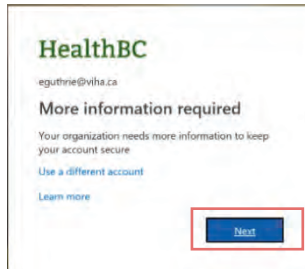 HealthBC
eguthrie@viha.ca
More information required
Your organization needs more information to keep
your account secure
Use a different account
Learn more
Next